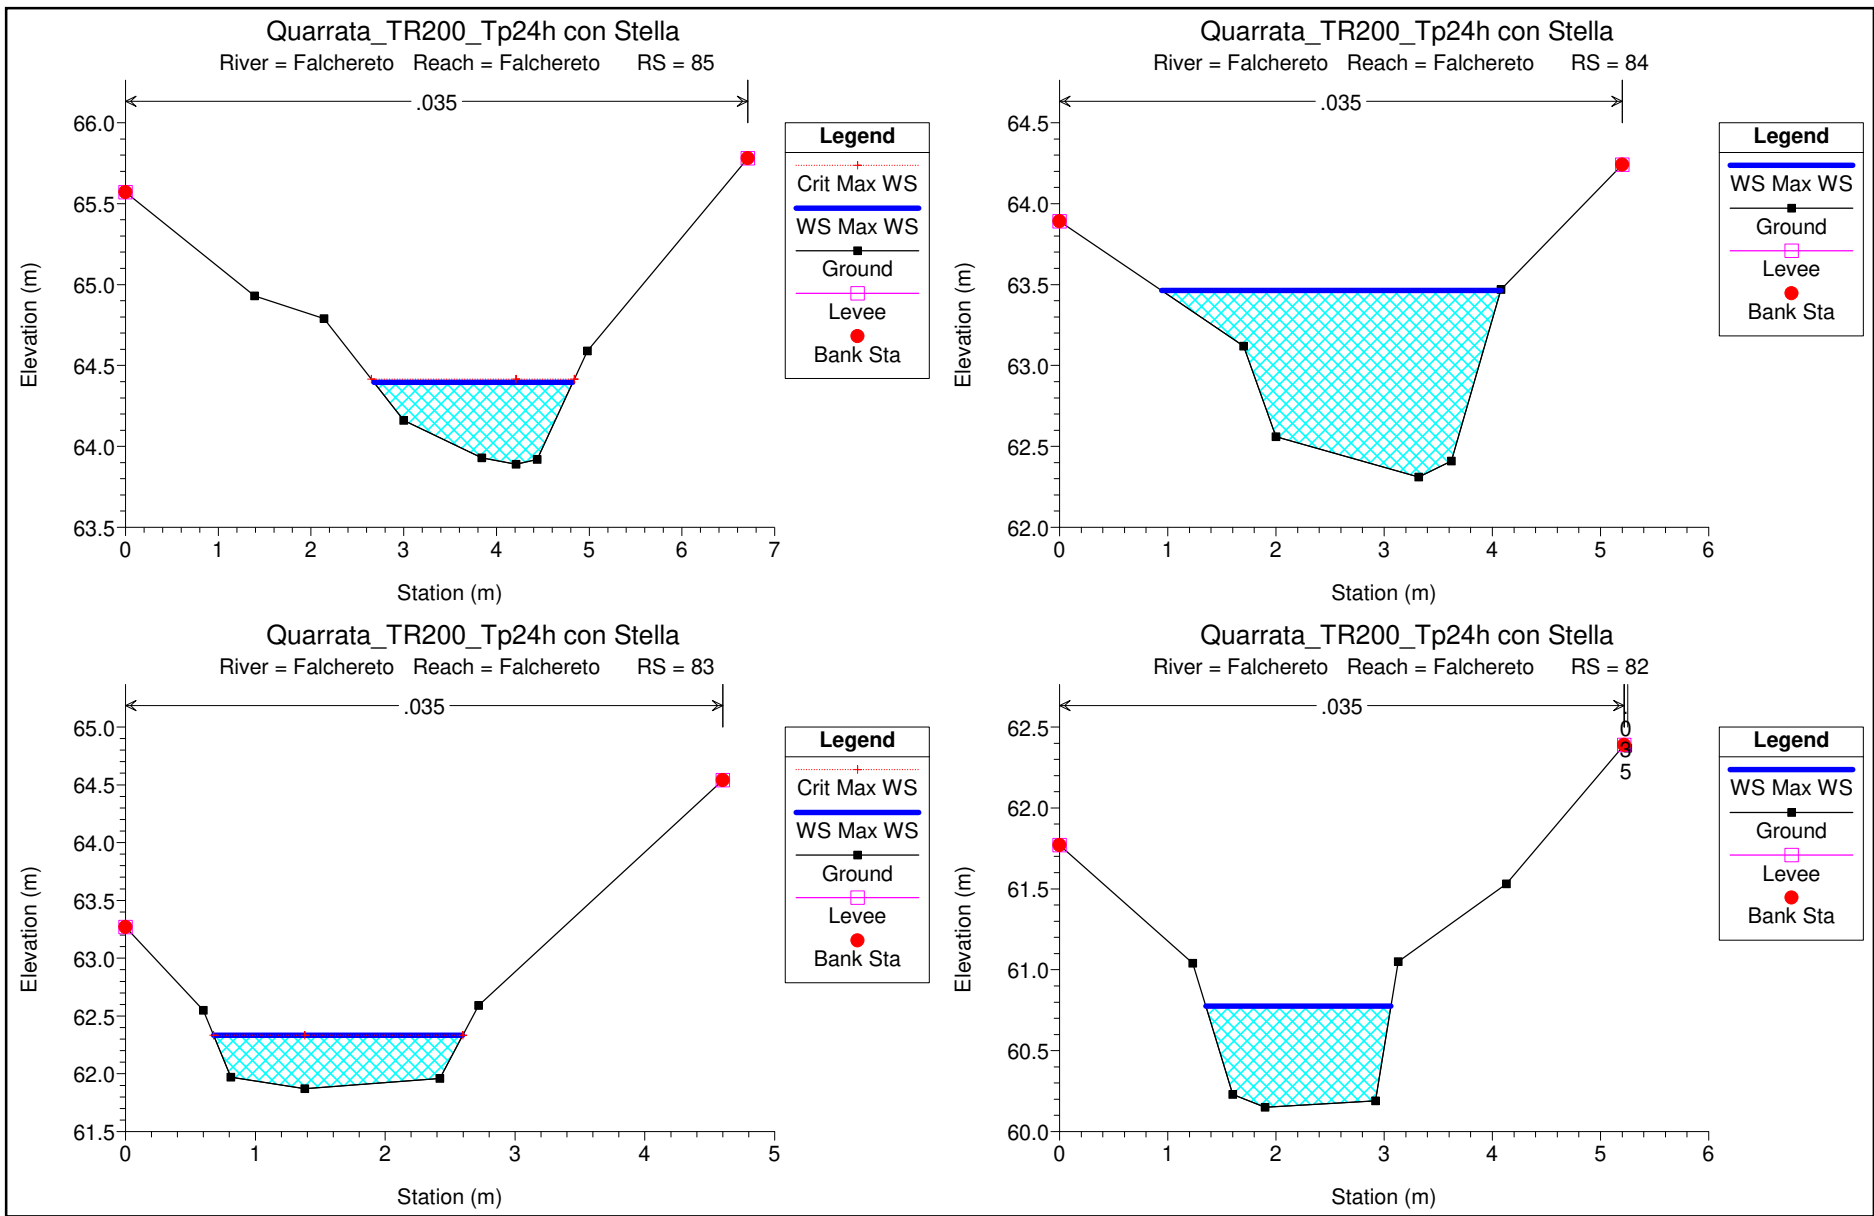 Quarrata_TR200_Tp24h con Stella
River = Falchereto Reach = Falchereto RS = 85
.035
66.0
65.5
65.0
64.5
64.0
63.5
0 1 2 3 4 5 6 7
Elevation (m)
Station (m)
Legend
Crit Max WS
WS Max WS
Ground
Levee
Bank Sta
Quarrata_TR200_Tp24h con Stella
River = Falchereto Reach = Falchereto RS = 84
.035
64.5
64.0
63.5
63.0
62.5
62.0
0 1 2 3 4 5 6
Elevation (m)
Station (m)
Legend
WS Max WS
Ground
Levee
Bank Sta
Quarrata_TR200_Tp24h con Stella
River = Falchereto Reach = Falchereto RS = 83
.035
65.0
64.5
64.0
63.5
63.0
62.5
62.0
61.5
0 1 2 3 4 5
Elevation (m)
Station (m)
Legend
Crit Max WS
WS Max WS
Ground
Levee
Bank Sta
Quarrata_TR200_Tp24h con Stella
River = Falchereto Reach = Falchereto RS = 82
.035
.035
62.5
62.0
61.5
61.0
60.5
60.0
0 1 2 3 4 5 6
Elevation (m)
Station (m)
Legend
WS Max WS
Ground
Levee
Bank Sta